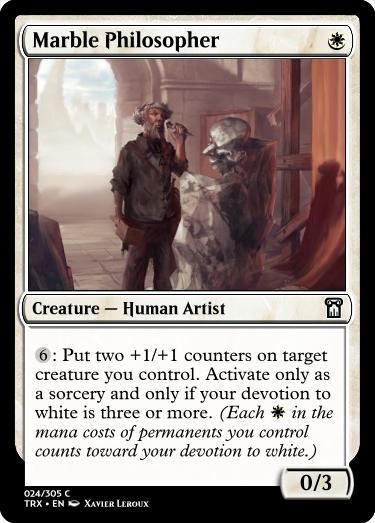 Marble Philosopher
Creature — Human Artist
6: Put two +1/+1 counters on target
creature you control. Activate only as
a sorcery and only if your devotion to
white is three or more. (Each in the
mana costs of permanents you control
counts toward your devotion to white.)
0/3
024/305 C
TRX • EN Xavier Leroux